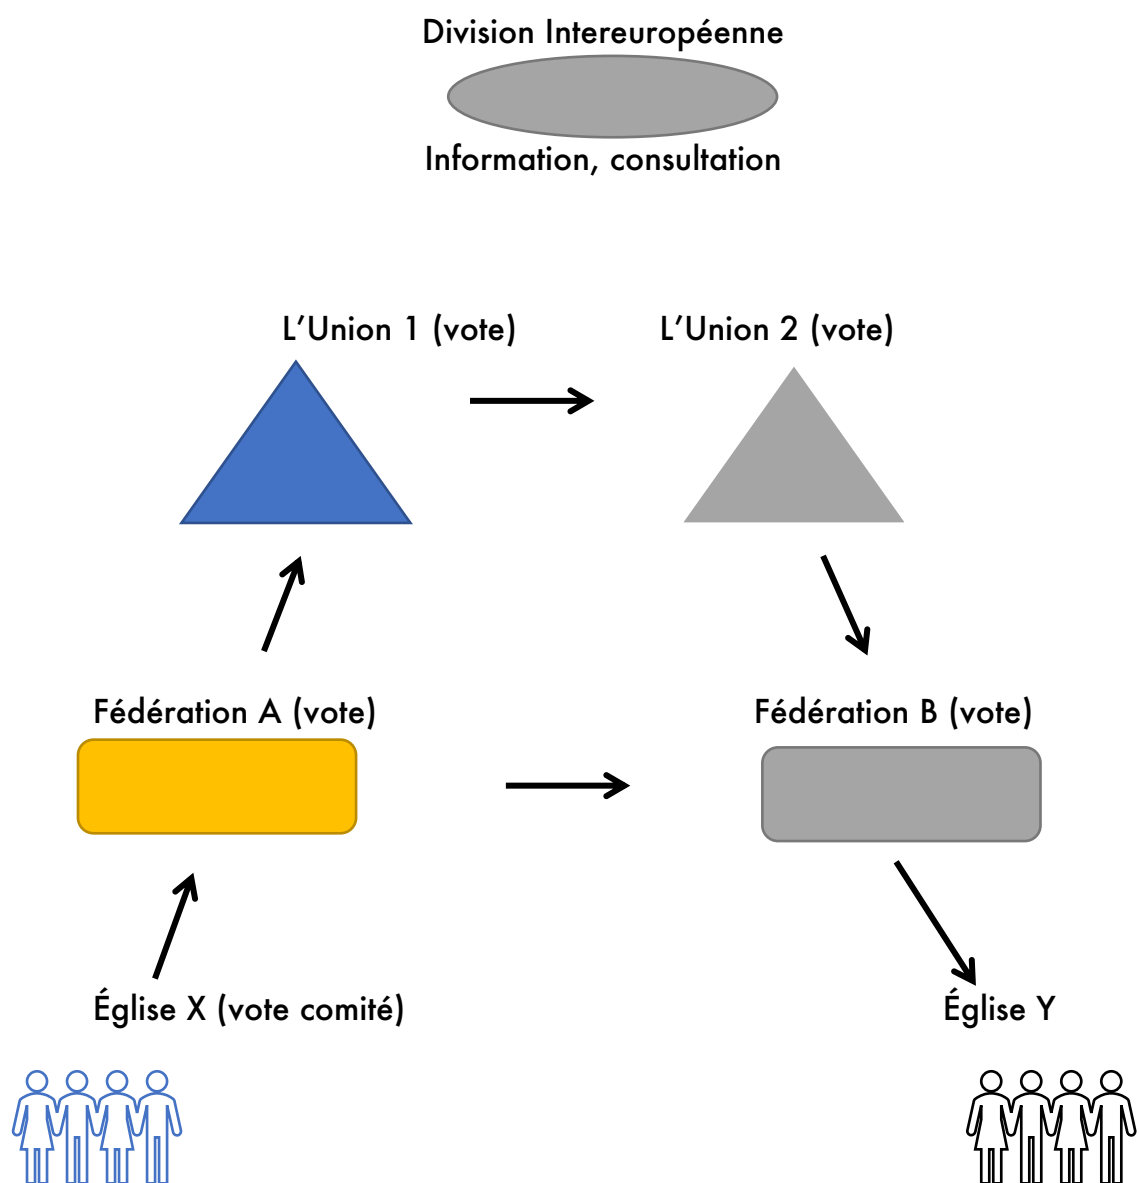 Division Intereuropéenne
Information, consultation
L’Union 1 (vote)
L’Union 2 (vote)
Fédération A (vote)
Fédération B (vote)
Église X (vote comité)
Église Y